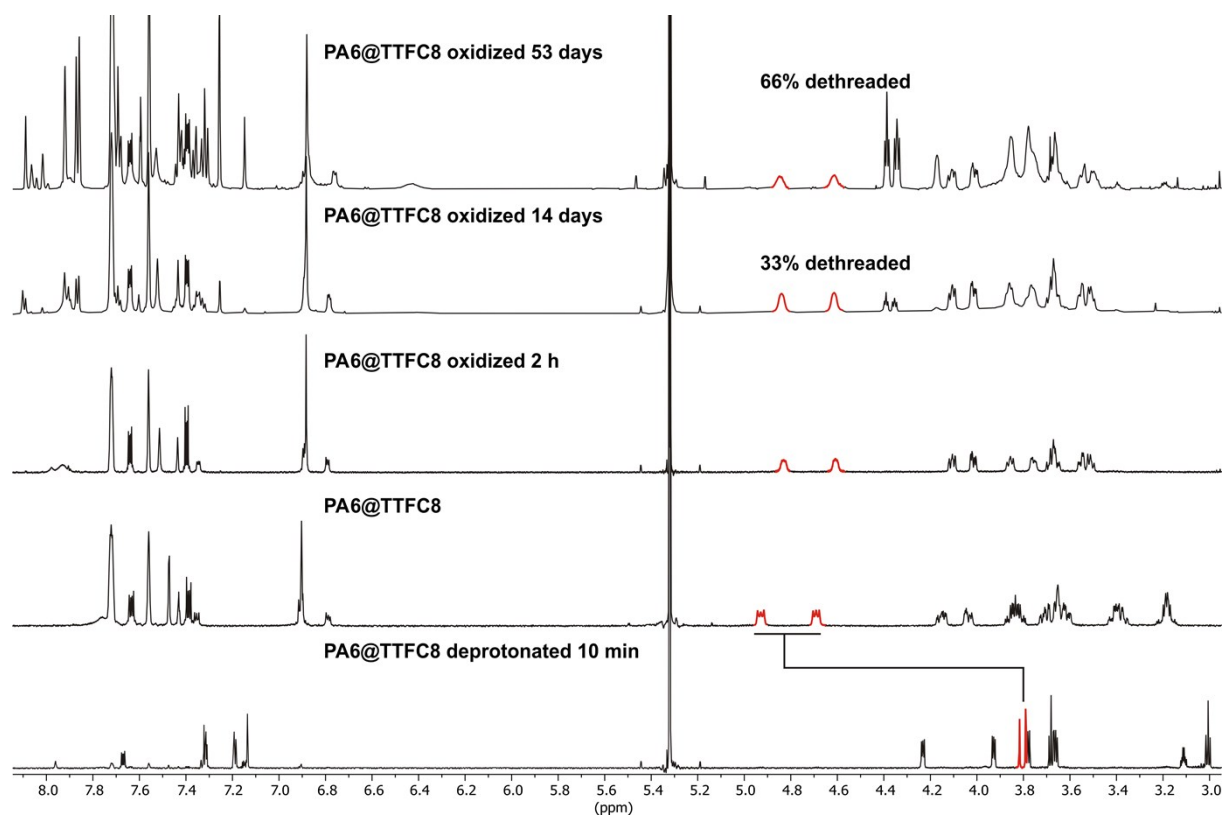 PA6@TTFC8 oxidized 53 days
66% dethreaded
PA6@TTFC8 oxidized 14 days
33% dethreaded
PA6@TTFC8 oxidized 2 h
PA6@TTFC8
PA6@TTFC8 deprotonated 10 min
8.0 7.8 7.6 7.4 7.2 7.0 6.8 6.6 6.4 6.2 6.0 5.8 5.6 5.4 5.2 5.0 4.8 4.6 4.4 4.2 4.0 3.8 3.6 3.4 3.2 3.0
(ppm)